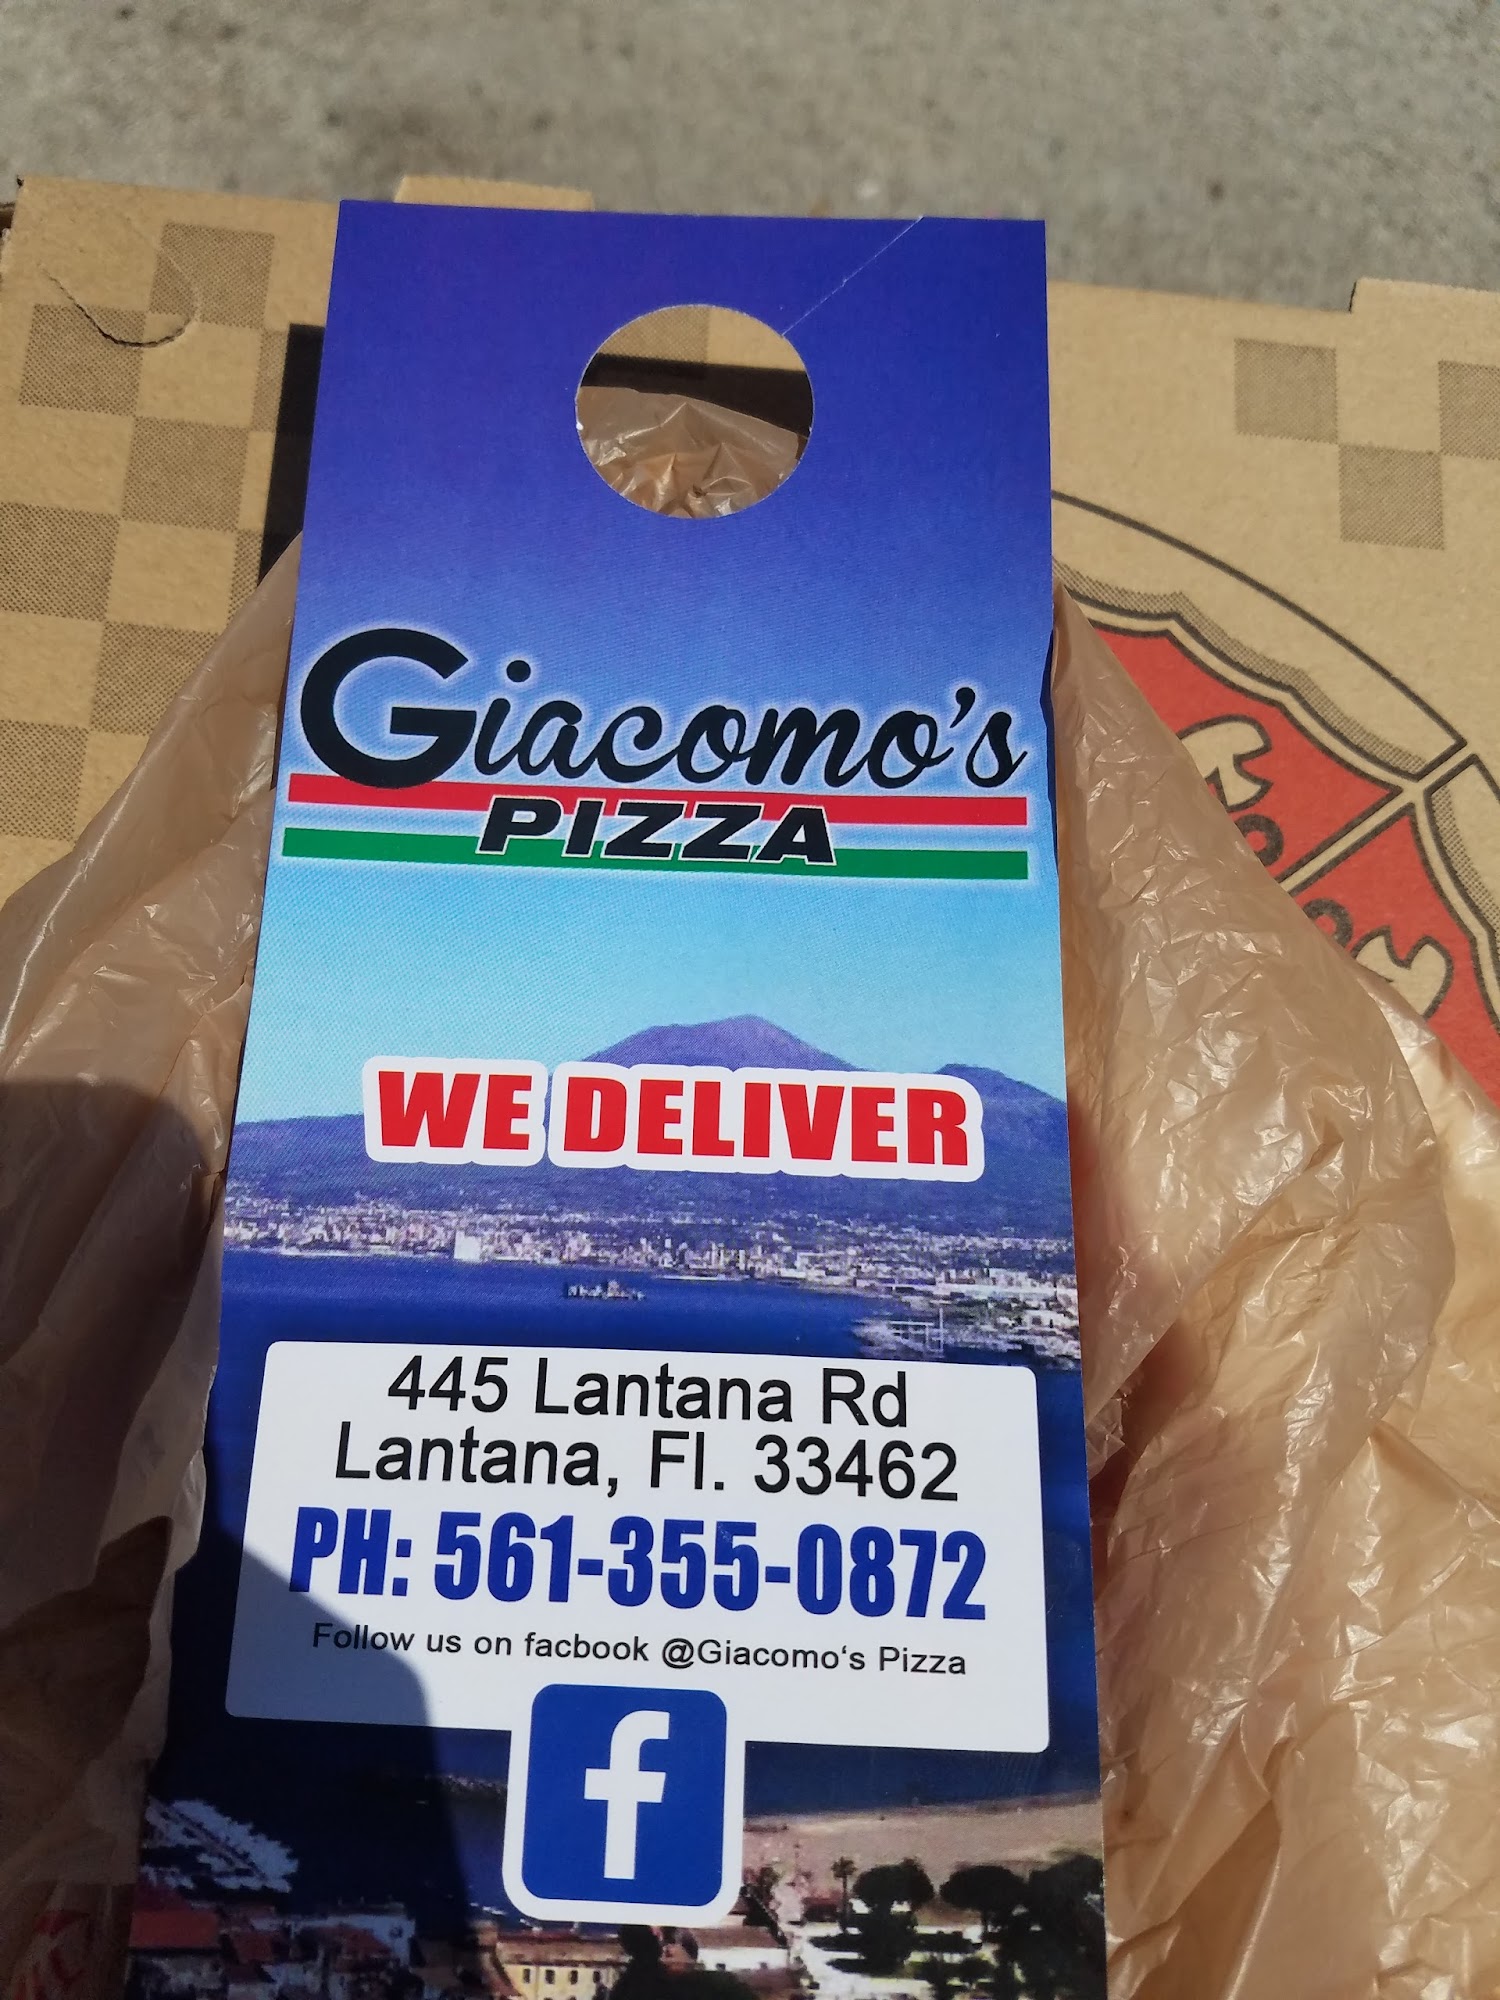 Giacomo's
PIZZA
WE DELIVER
445 Lantana Rd
Lantana, Fl. 33462
PH: 561-355-0872
Follow us on facbook @Giacomo's Pizza
f